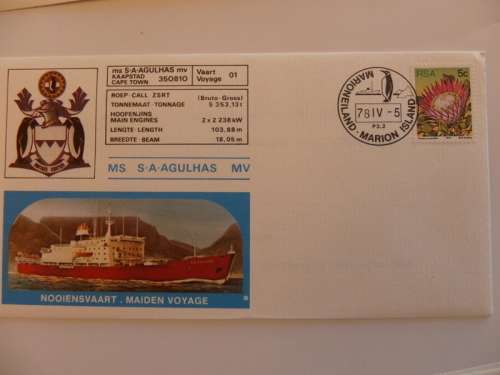 ms S·A·AGULHAS mv
KAAPSTAD
CAPE TOWN 350810
Vaart
Voyage 01
ROEP·CALL ZSRT (Bruto·Gross)
TONNEMAAT·TONNAGE 5 353,13t
HOOFENJINS
MAIN ENGINES 2 x 2 238 kW
LENGTE·LENGTH 103,88 m
BREEDTE·BEAM 18,05 m
MS S·A·AGULHAS MV
NOOIENSVAART . MAIDEN VOYAGE
MARIONEILAND · MARION ISLAND
78 IV - 5
RSA 5c